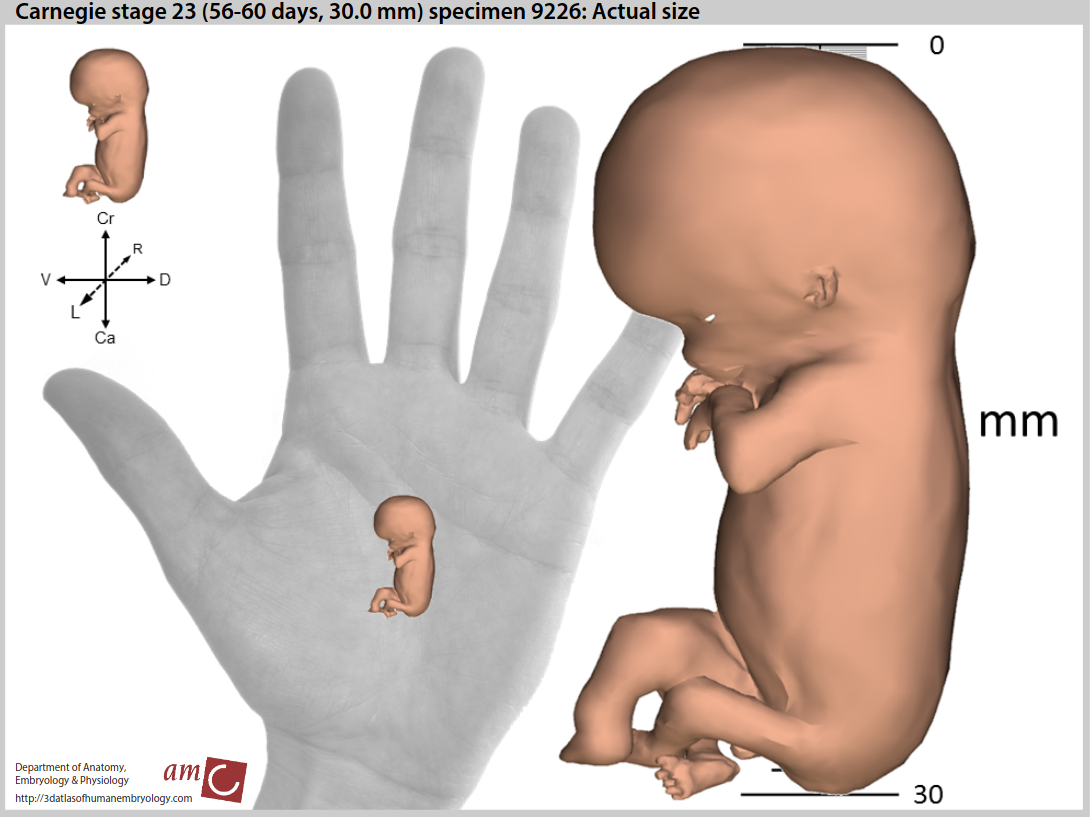 Carnegie stage 23 (56-60 days, 30.0 mm) specimen 9226: Actual size
0
Cr
R
V
D
L
Ca
mm
Department of Anatomy,
Embryology & Physiology
http://3datlasofhumanembryology.com
amC
30